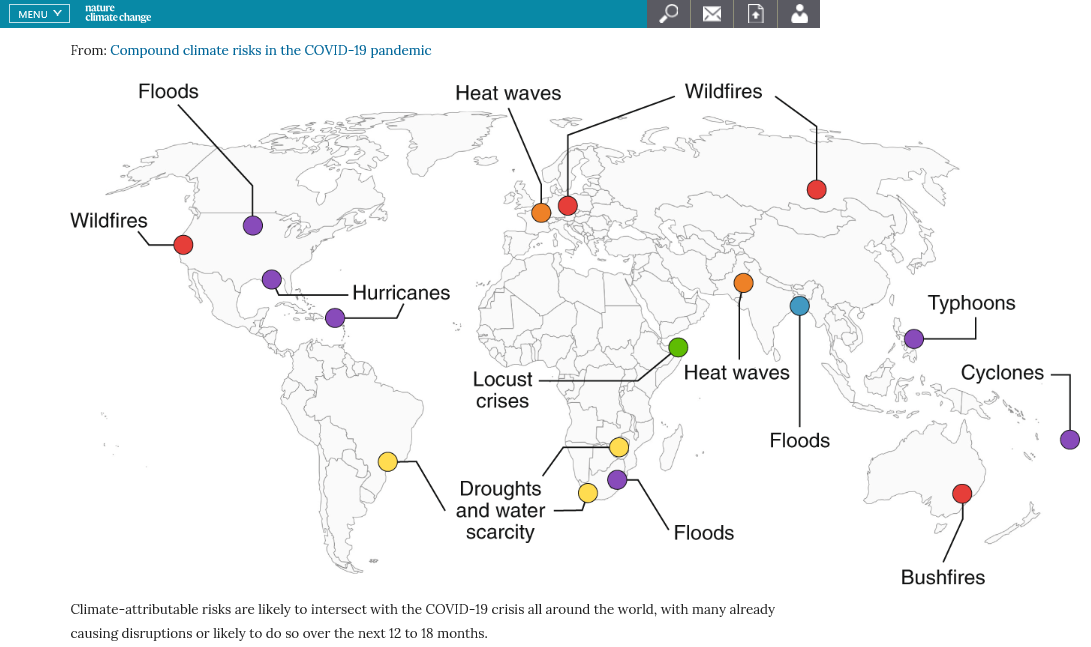 MENU
nature
climate change
From: Compound climate risks in the COVID-19 pandemic
Floods
Heat waves
Wildfires
Wildfires
Hurricanes
Typhoons
Locust
crises
Heat waves
Cyclones
Floods
Droughts
and water
scarcity
Floods
Bushfires
Climate-attributable risks are likely to intersect with the COVID-19 crisis all around the world, with many already
causing disruptions or likely to do so over the next 12 to 18 months.